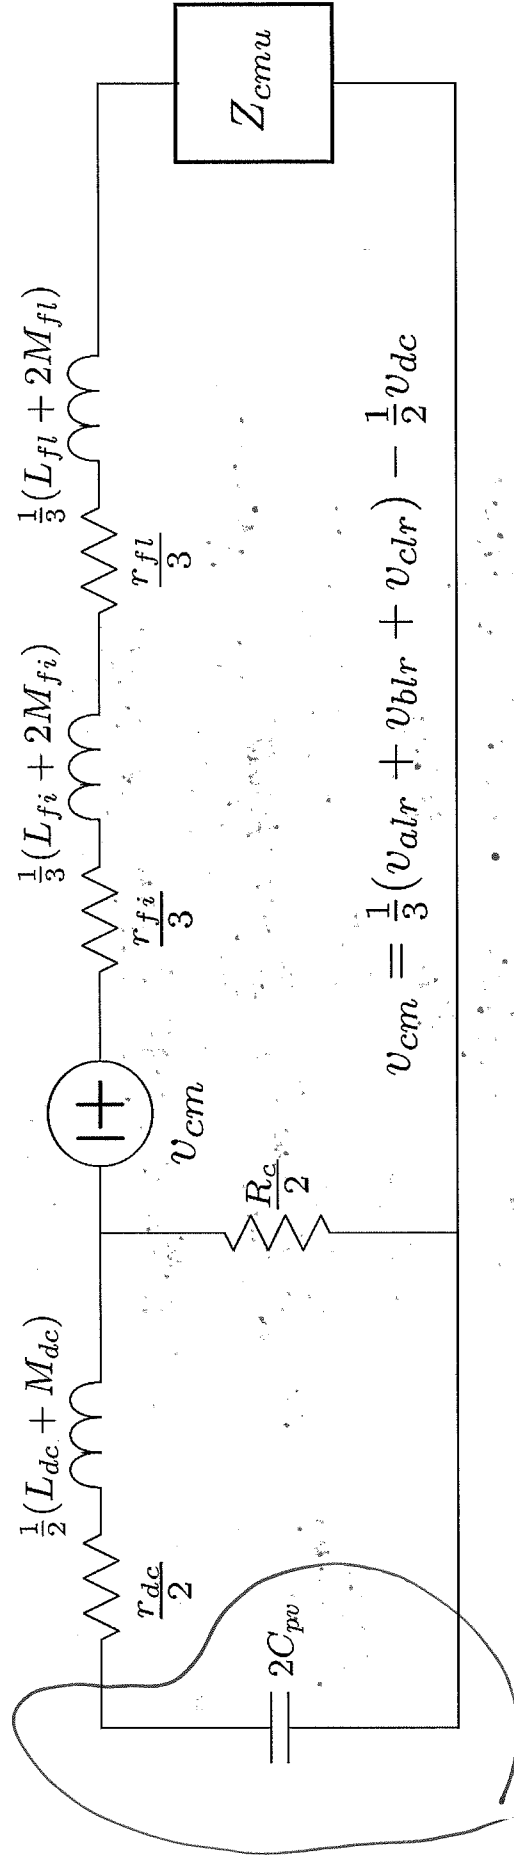 2C_{pv}
\frac{r_{dc}}{2}
\frac{1}{2}(L_{dc} + M_{dc})
\frac{R_c}{2}
v_{cm}
\frac{r_{fi}}{3}
\frac{1}{3}(L_{fi} + 2M_{fi})
\frac{r_{fl}}{3}
\frac{1}{3}(L_{fl} + 2M_{fl})
Z_{cmu}
v_{cm} = \frac{1}{3}(v_{alr} + v_{blr} + v_{clr}) - \frac{1}{2}v_{dc}